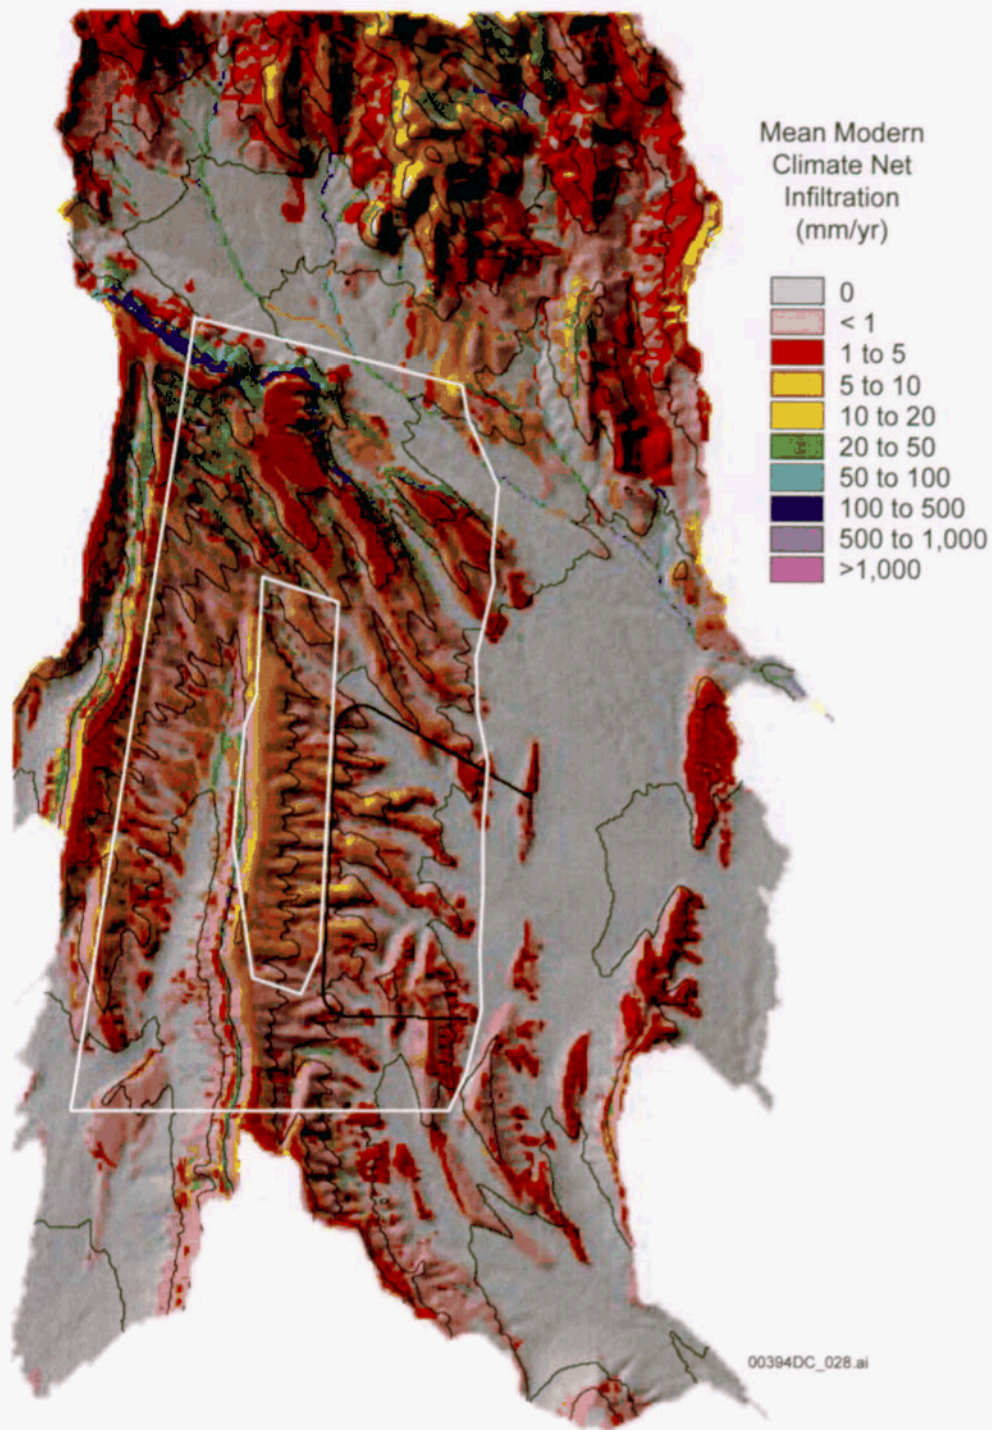 Mean Modern
Climate Net
Infiltration
(mm/yr)
0
< 1
1 to 5
5 to 10
10 to 20
20 to 50
50 to 100
100 to 500
500 to 1,000
>1,000
00394DC_028.ai